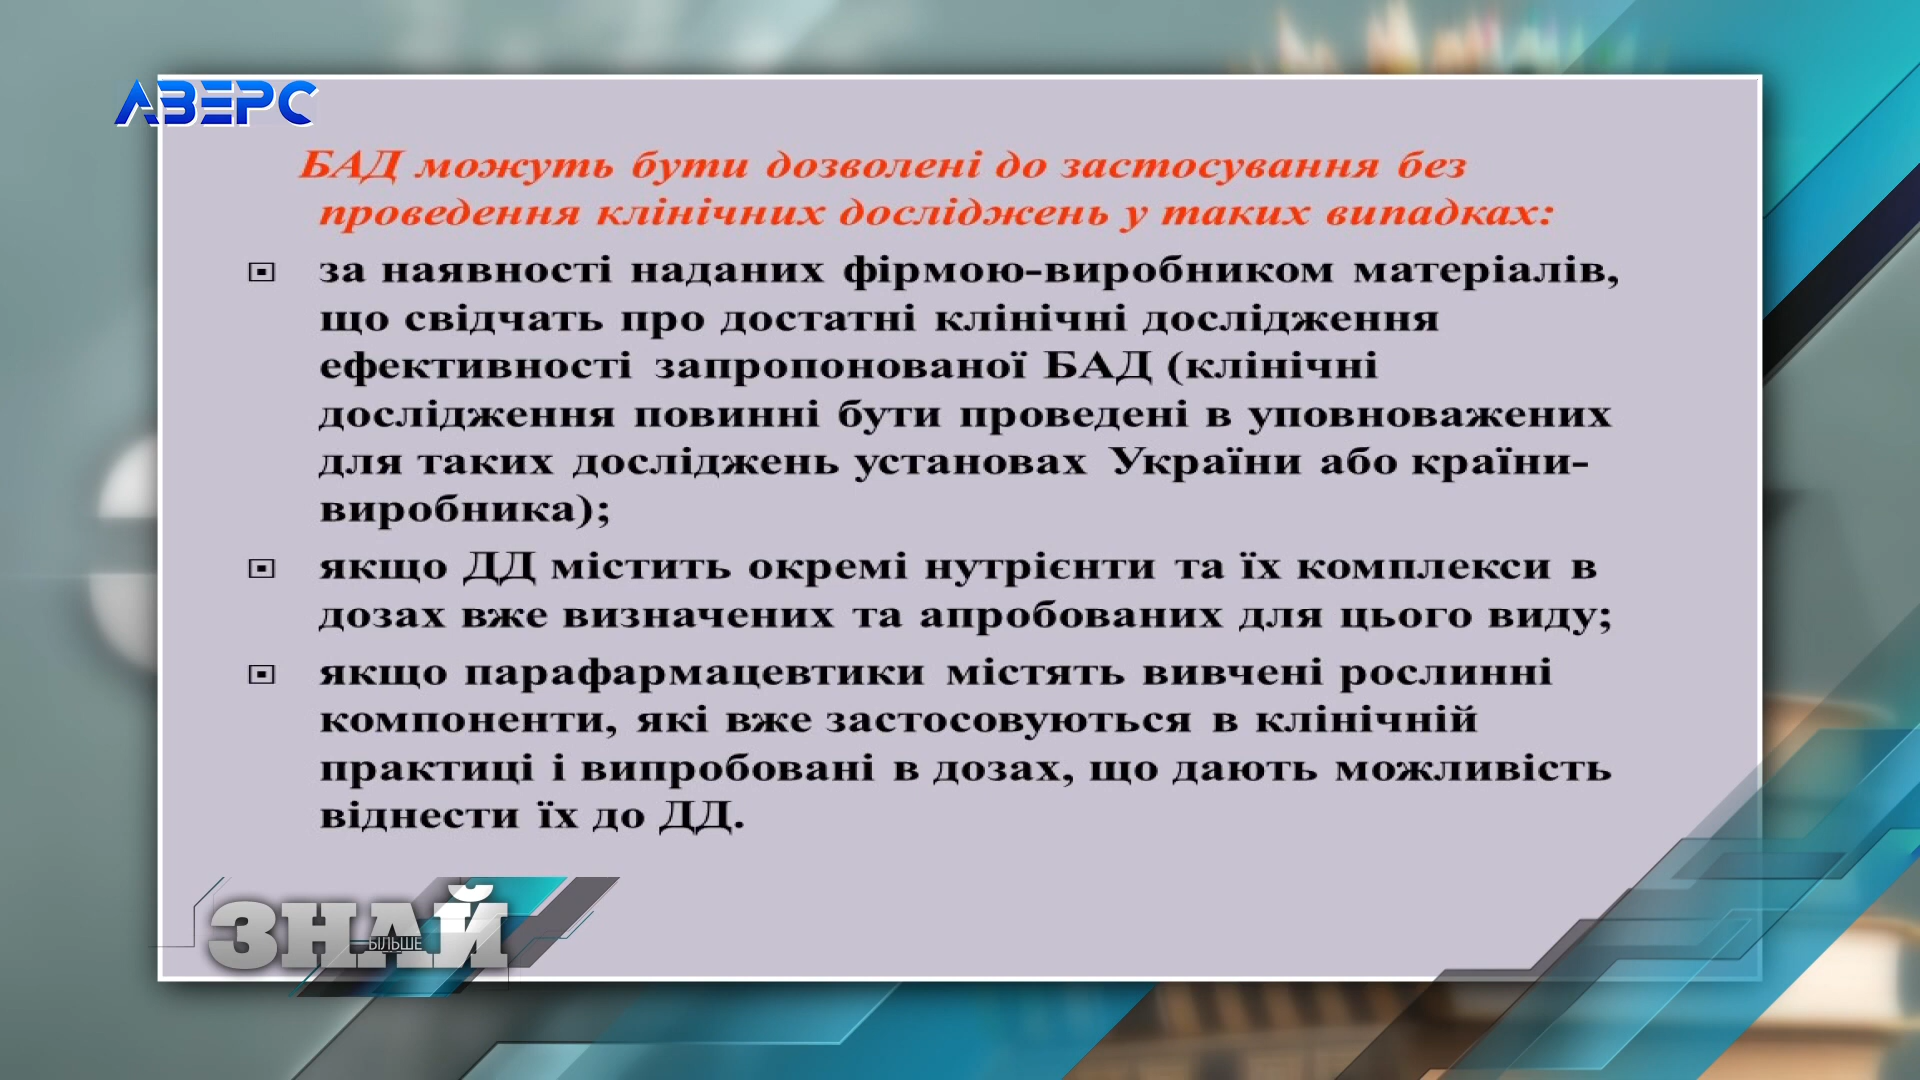 АВЕРС
БАД можуть бути дозволені до застосування без
проведення клінічних досліджень у таких випадках:
за наявності наданих фірмою-виробником матеріалів,
що свідчать про достатні клінічні дослідження
ефективності запропонованої БАД (клінічні
дослідження повинні бути проведені в уповноважених
для таких досліджень установах України або країни-
виробника);
якщо ДД містить окремі нутрієнти та їх комплекси в
дозах вже визначених та апробованих для цього виду;
якщо парафармацевтики містять вивчені рослинні
компоненти, які вже застосовуються в клінічній
практиці і випробовані в дозах, що дають можливість
віднести їх до ДД.
ЗНАЙ
БІЛЬШЕ